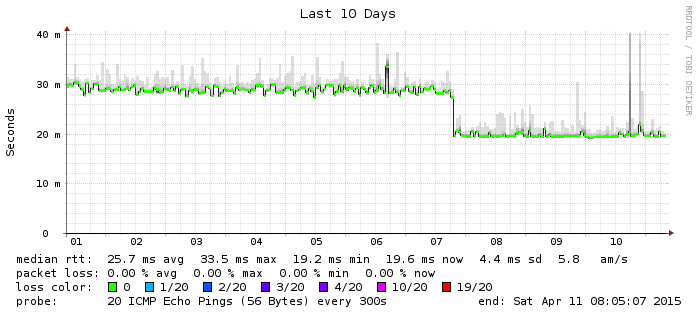 Last 10 Days
RRDTOOL / TOBI OETIKER
Seconds
40 m
30 m
20 m
10 m
0
01 02 03 04 05 06 07 08 09 10
median rtt: 25.7 ms avg 33.5 ms max 19.2 ms min 19.6 ms now 4.4 ms sd 5.8 am/s
packet loss: 0.00 % avg 0.00 % max 0.00 % min 0.00 % now
loss color: 0 1/20 2/20 3/20 4/20 10/20 19/20
probe: 20 ICMP Echo Pings (56 Bytes) every 300s end: Sat Apr 11 08:05:07 2015